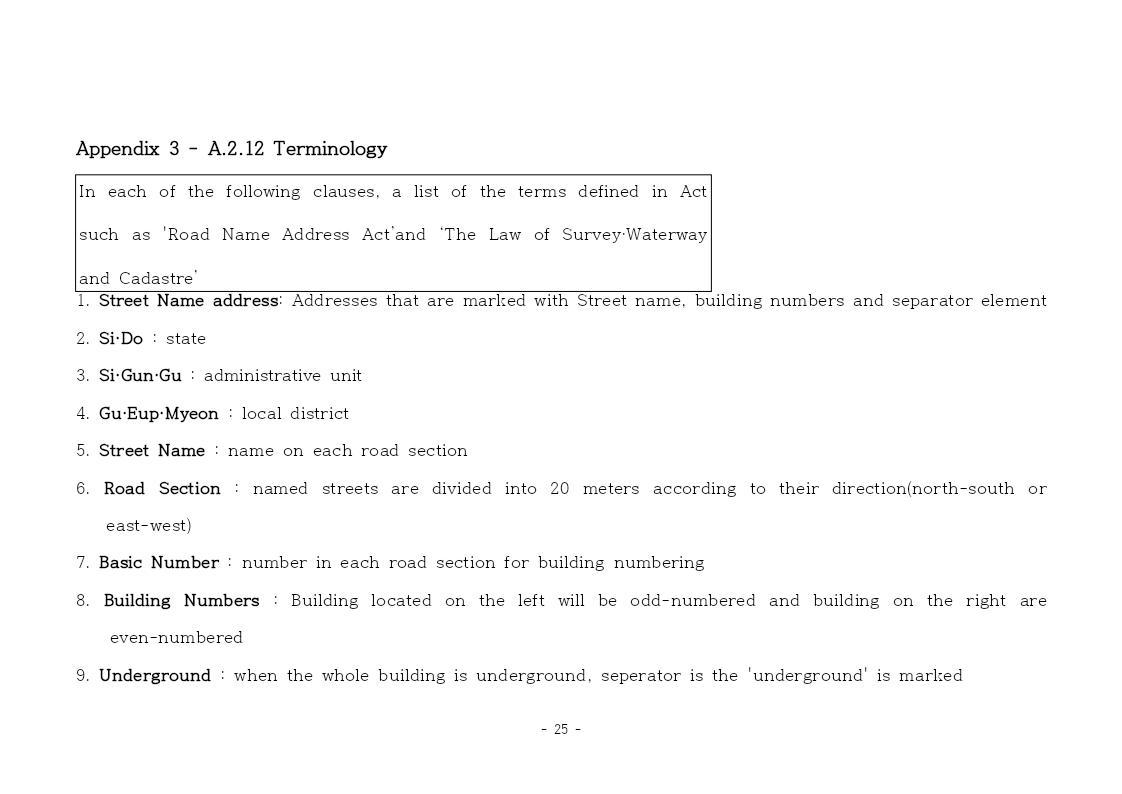 Appendix 3 - A.2.12 Terminology
In each of the following clauses, a list of the terms defined in Act
such as 'Road Name Address Act'and ‘The Law of Survey·Waterway
and Cadastre’
1. Street Name address: Addresses that are marked with Street name, building numbers and separator element
2. Si·Do : state
3. Si·Gun·Gu : administrative unit
4. Gu·Eup·Myeon : local district
5. Street Name : name on each road section
6. Road Section : named streets are divided into 20 meters according to their direction(north-south or
east-west)
7. Basic Number : number in each road section for building numbering
8. Building Numbers : Building located on the left will be odd-numbered and building on the right are
even-numbered
9. Underground : when the whole building is underground, seperator is the 'underground' is marked
- 25 -